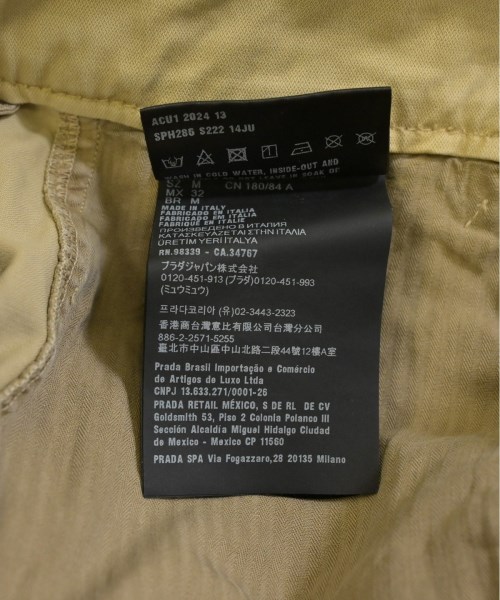 ACU1 2024 13
SPH286 S222 14JU
WASH IN COLD WATER, INSIDE-OUT AND
SZ M CN 180/84 A
MX 32
BR M
MADE IN ITALY
FABRICADO EN ITALIA
FABRICADO EM ITÁLIA
FABRIQUE EN ITALIE
ПРОИЗВЕДЕНО В ИТАЛИЯ
ΚΑΤΑΣΚΕΥΑΖΕΤΑΙ ΣΤΗΝ ΙΤΑΛΙΑ
ÜRETİM YERİ İTALYA
RN. 98339 - CA.34767
プラダジャパン株式会社
0120-451-913 (プラダ) 0120-451-993
(ミュウミュウ)
프라다코리아 (유) 02-3443-2323
香港商台灣意比安有限公司台灣分公司
886-2-2571-5225
臺北市中山區中山北路二段44號12樓A
Prada Brasil Importação e Comércio
de Artigos de Luxo Ltda
CNPJ 13.633.271/0001-26
PRADA RETAIL MÉXICO, S DE RL DE CV
Goldsmith 53, Piso 2 Colonia Polanco III
Sección Alcaldía Miguel Hidalgo Ciudad
de Mexico - Mexico CP 11560
PRADA SPA Via Fogazzaro,28 20135 Milano